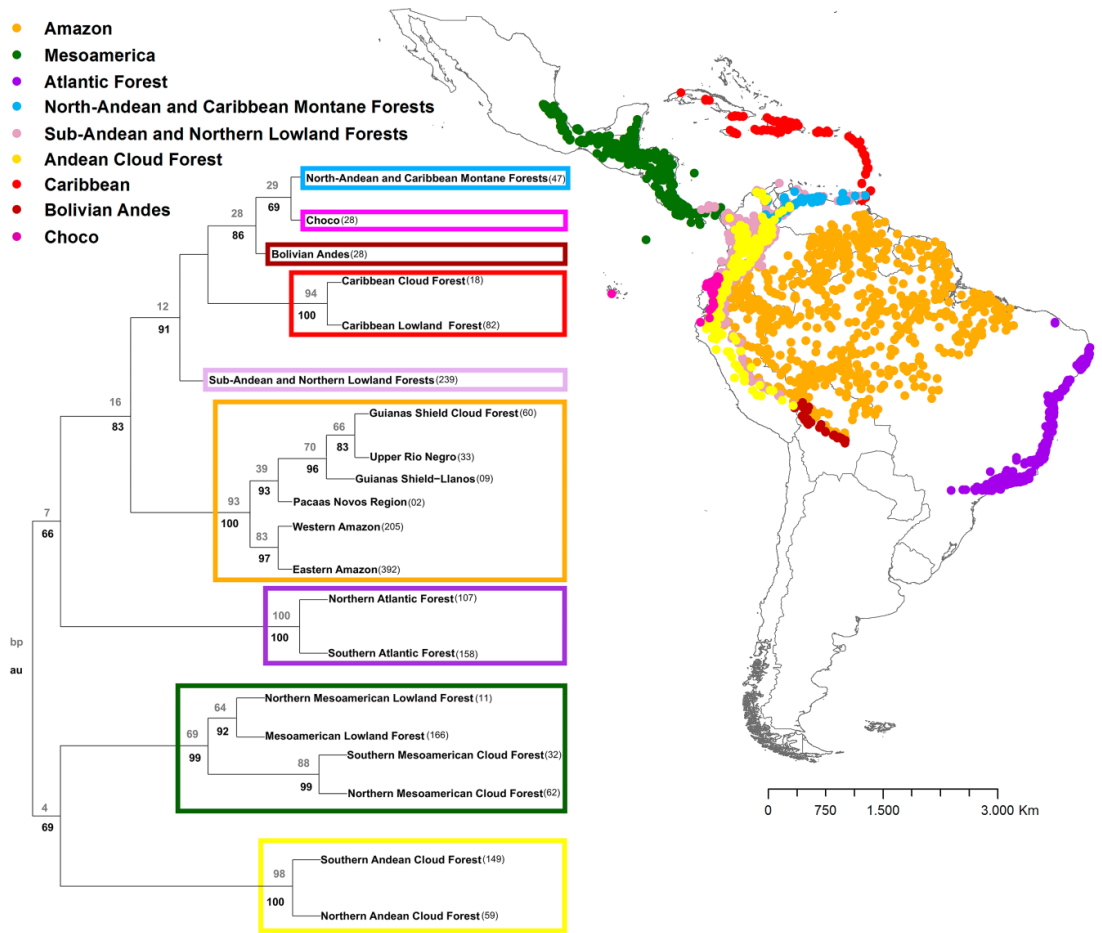 Amazon
Mesoamerica
Atlantic Forest
North-Andean and Caribbean Montane Forests
Sub-Andean and Northern Lowland Forests
Andean Cloud Forest
Caribbean
Bolivian Andes
Choco
29
69
North-Andean and Caribbean Montane Forests(47)
Choco(28)
28
86
Bolivian Andes(28)
94
100
Caribbean Cloud Forest(18)
Caribbean Lowland Forest(82)
12
91
Sub-Andean and Northern Lowland Forests(239)
16
83
Guianas Shield Cloud Forest(60)
66
83
Upper Rio Negro(33)
70
96
Guianas Shield−Llanos(09)
39
93
Pacaas Novos Region(02)
93
100
Western Amazon(205)
83
97
Eastern Amazon(392)
7
66
Northern Atlantic Forest(107)
100
100
Southern Atlantic Forest(158)
bp
au
Northern Mesoamerican Lowland Forest(11)
64
92
Mesoamerican Lowland Forest(166)
69
99
Southern Mesoamerican Cloud Forest(32)
88
99
Northern Mesoamerican Cloud Forest(62)
4
69
Southern Andean Cloud Forest(149)
98
100
Northern Andean Cloud Forest(59)
0 750 1.500 3.000 Km